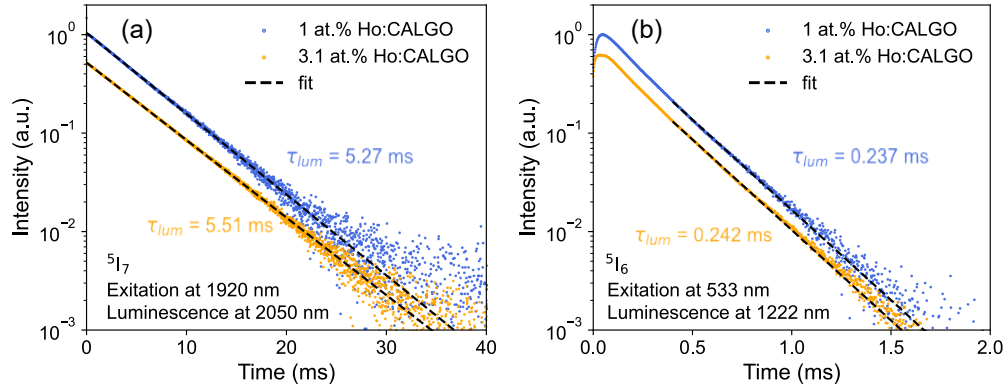 (a)
1 at.% Ho:CALGO
3.1 at.% Ho:CALGO
fit
τlum = 5.27 ms
τlum = 5.51 ms
⁵I₇
Exitation at 1920 nm
Luminescence at 2050 nm
Intensity (a.u.)
10⁰
10⁻¹
10⁻²
10⁻³
0 10 20 30 40
Time (ms)
(b)
1 at.% Ho:CALGO
3.1 at.% Ho:CALGO
fit
τlum = 0.237 ms
τlum = 0.242 ms
⁵I₆
Exitation at 533 nm
Luminescence at 1222 nm
Intensity (a.u.)
10⁰
10⁻¹
10⁻²
10⁻³
0.0 0.5 1.0 1.5 2.0
Time (ms)